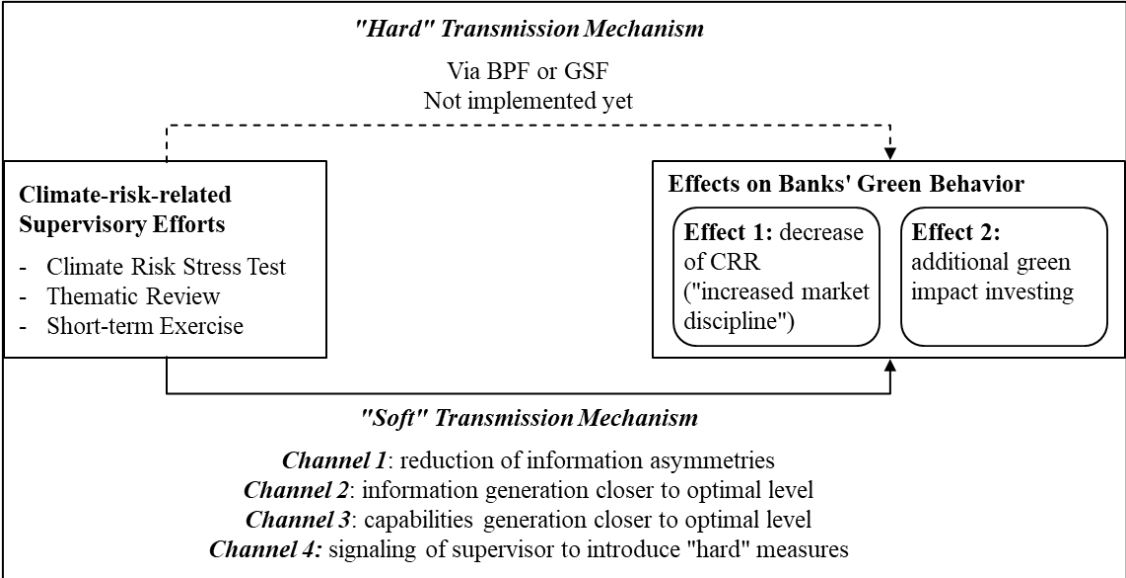 "Hard" Transmission Mechanism
Via BPF or GSF
Not implemented yet
Climate-risk-related
Supervisory Efforts
- Climate Risk Stress Test
- Thematic Review
- Short-term Exercise
Effects on Banks' Green Behavior
Effect 1: decrease
of CRR
("increased market
discipline")
Effect 2:
additional green
impact investing
"Soft" Transmission Mechanism
Channel 1: reduction of information asymmetries
Channel 2: information generation closer to optimal level
Channel 3: capabilities generation closer to optimal level
Channel 4: signaling of supervisor to introduce "hard" measures